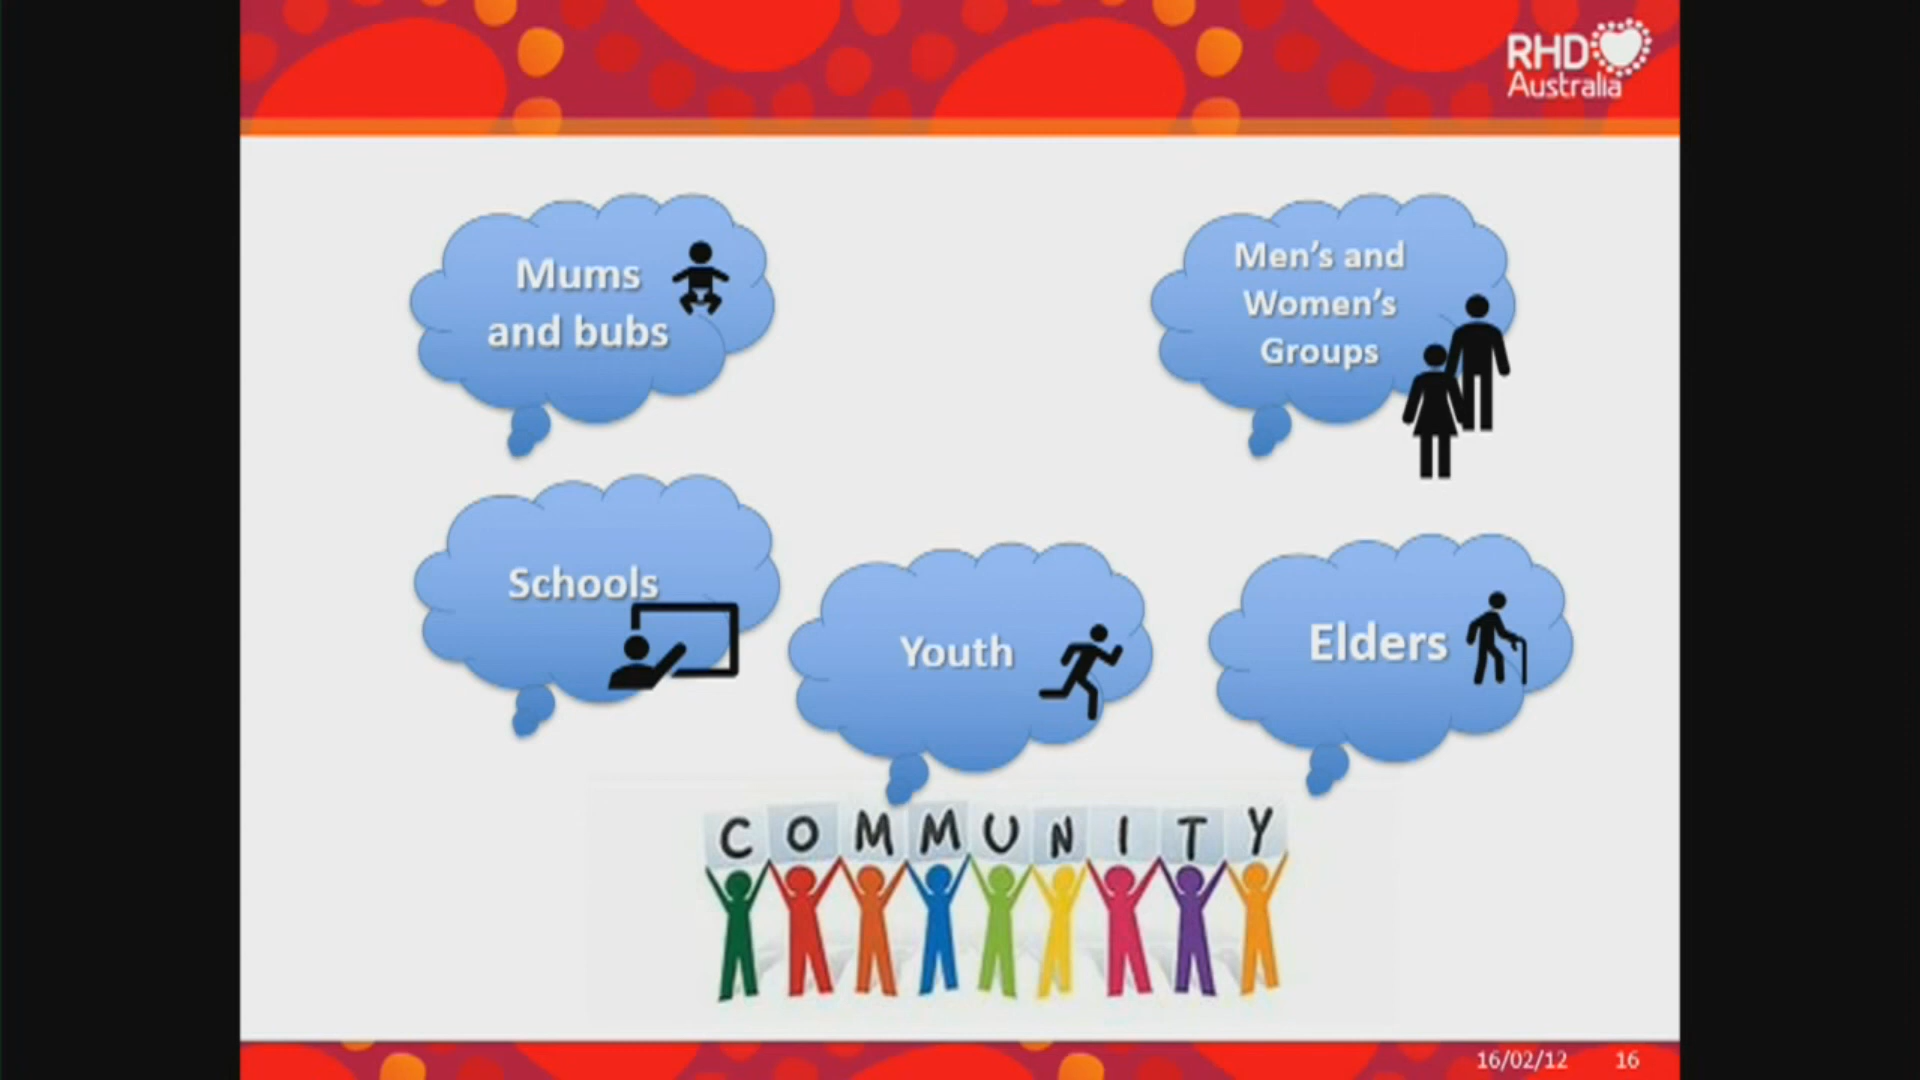 RHD
Australia
Mums
and bubs
Men's and
Women's
Groups
Schools
Youth
Elders
COMMUNITY
16/02/12 16